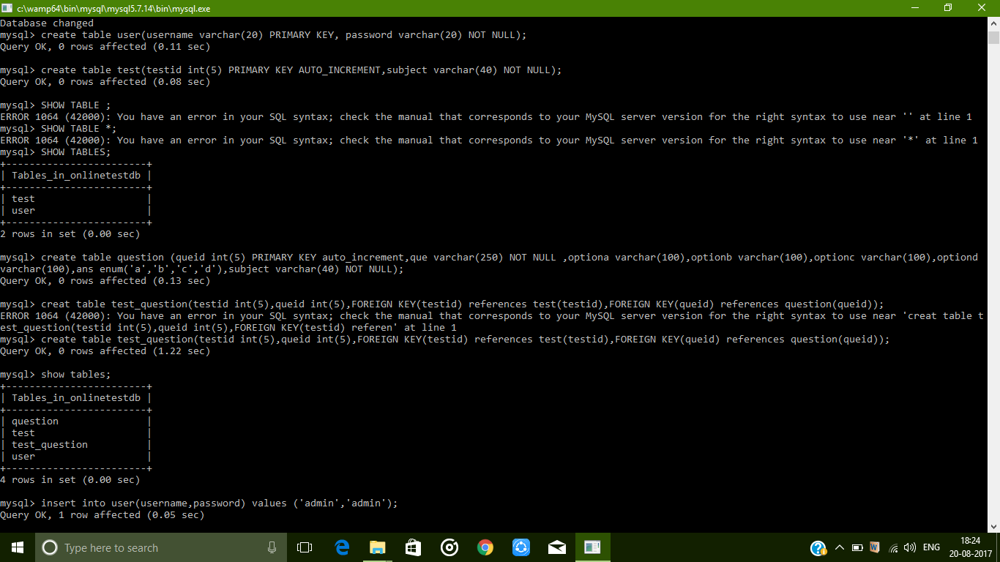 c:\wamp64\bin\mysql\mysql5.7.14\bin\mysql.exe
Database changed
mysql> create table user(username varchar(20) PRIMARY KEY, password varchar(20) NOT NULL);
Query OK, 0 rows affected (0.11 sec)
mysql> create table test(testid int(5) PRIMARY KEY AUTO_INCREMENT,subject varchar(40) NOT NULL);
Query OK, 0 rows affected (0.08 sec)
mysql> SHOW TABLE ;
ERROR 1064 (42000): You have an error in your SQL syntax; check the manual that corresponds to your MySQL server version for the right syntax to use near '' at line 1
mysql> SHOW TABLE *;
ERROR 1064 (42000): You have an error in your SQL syntax; check the manual that corresponds to your MySQL server version for the right syntax to use near '*' at line 1
mysql> SHOW TABLES;
+------------------------+
| Tables_in_onlinetestdb |
+------------------------+
| test                   |
| user                   |
+------------------------+
2 rows in set (0.00 sec)
mysql> create table question (queid int(5) PRIMARY KEY auto_increment,que varchar(250) NOT NULL ,optiona varchar(100),optionb varchar(100),optionc varchar(100),optiond
varchar(100),ans enum('a','b','c','d'),subject varchar(40) NOT NULL);
Query OK, 0 rows affected (0.13 sec)
mysql> creat table test_question(testid int(5),queid int(5),FOREIGN KEY(testid) references test(testid),FOREIGN KEY(queid) references question(queid));
ERROR 1064 (42000): You have an error in your SQL syntax; check the manual that corresponds to your MySQL server version for the right syntax to use near 'creat table t
est_question(testid int(5),queid int(5),FOREIGN KEY(testid) referen' at line 1
mysql> create table test_question(testid int(5),queid int(5),FOREIGN KEY(testid) references test(testid),FOREIGN KEY(queid) references question(queid));
Query OK, 0 rows affected (1.22 sec)
mysql> show tables;
+------------------------+
| Tables_in_onlinetestdb |
+------------------------+
| question               |
| test                   |
| test_question          |
| user                   |
+------------------------+
4 rows in set (0.00 sec)
mysql> insert into user(username,password) values ('admin','admin');
Query OK, 1 row affected (0.05 sec)
Type here to search
ENG
18:24
20-08-2017